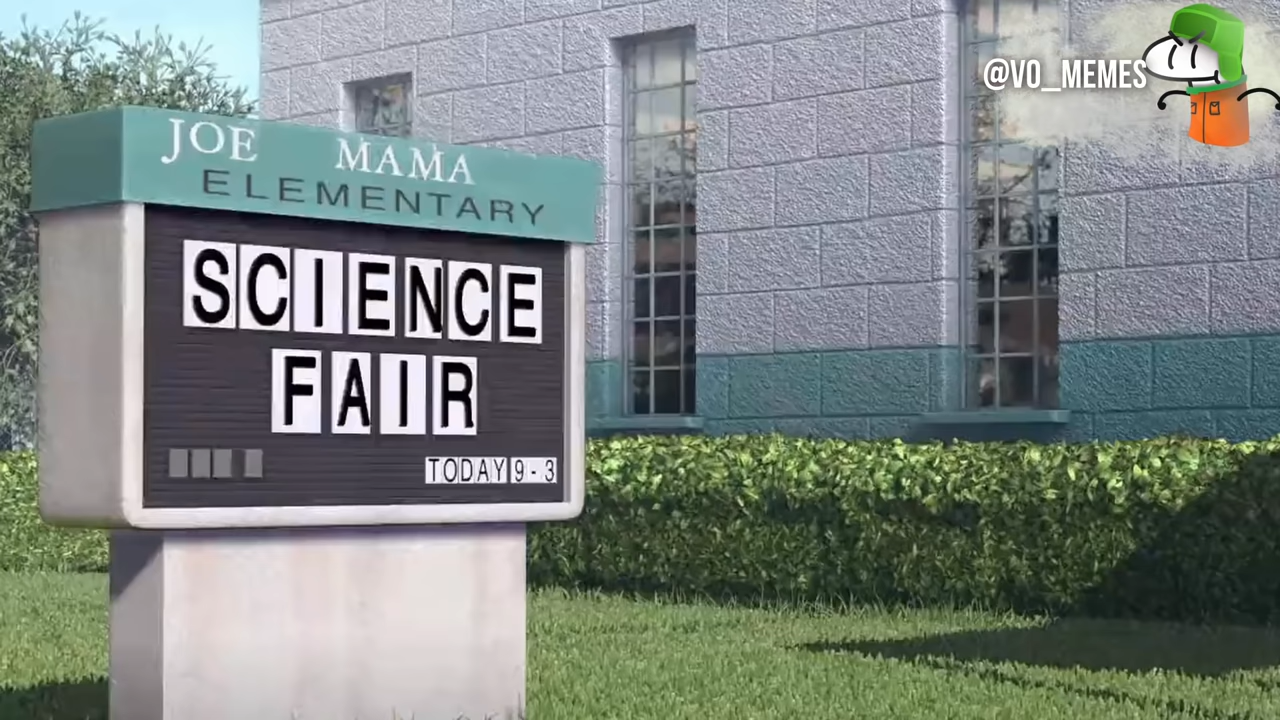 @VO_MEMES
JOE MAMA
ELEMENTARY
SCIENCE
FAIR
TODAY 9-3